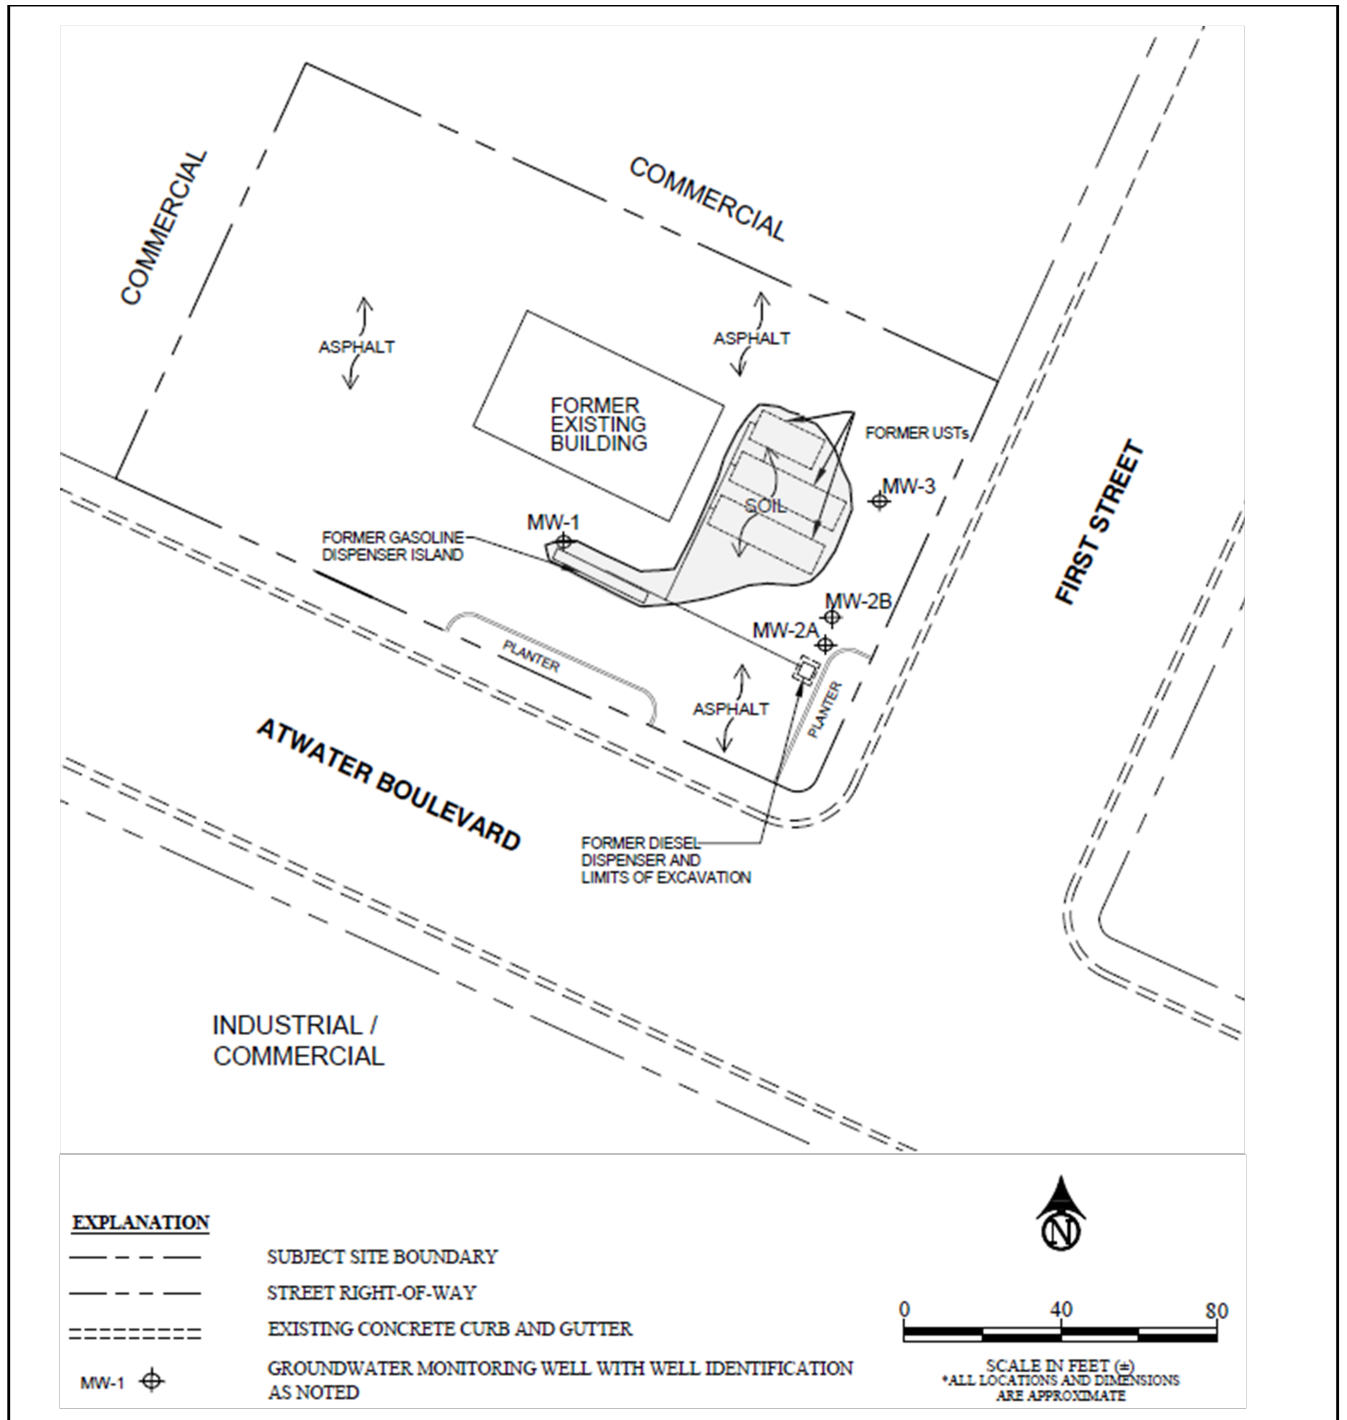 COMMERCIAL
COMMERCIAL
ASPHALT
ASPHALT
FORMER
EXISTING
BUILDING
FORMER USTs
MW-3
SOIL
MW-1
FORMER GASOLINE
DISPENSER ISLAND
FIRST STREET
MW-2B
MW-2A
PLANTER
PLANTER
ASPHALT
ATWATER BOULEVARD
FORMER DIESEL
DISPENSER AND
LIMITS OF EXCAVATION
INDUSTRIAL /
COMMERCIAL
EXPLANATION
SUBJECT SITE BOUNDARY
STREET RIGHT-OF-WAY
EXISTING CONCRETE CURB AND GUTTER
MW-1 GROUNDWATER MONITORING WELL WITH WELL IDENTIFICATION
AS NOTED
N
0 40 80
SCALE IN FEET (±)
*ALL LOCATIONS AND DIMENSIONS
ARE APPROXIMATE